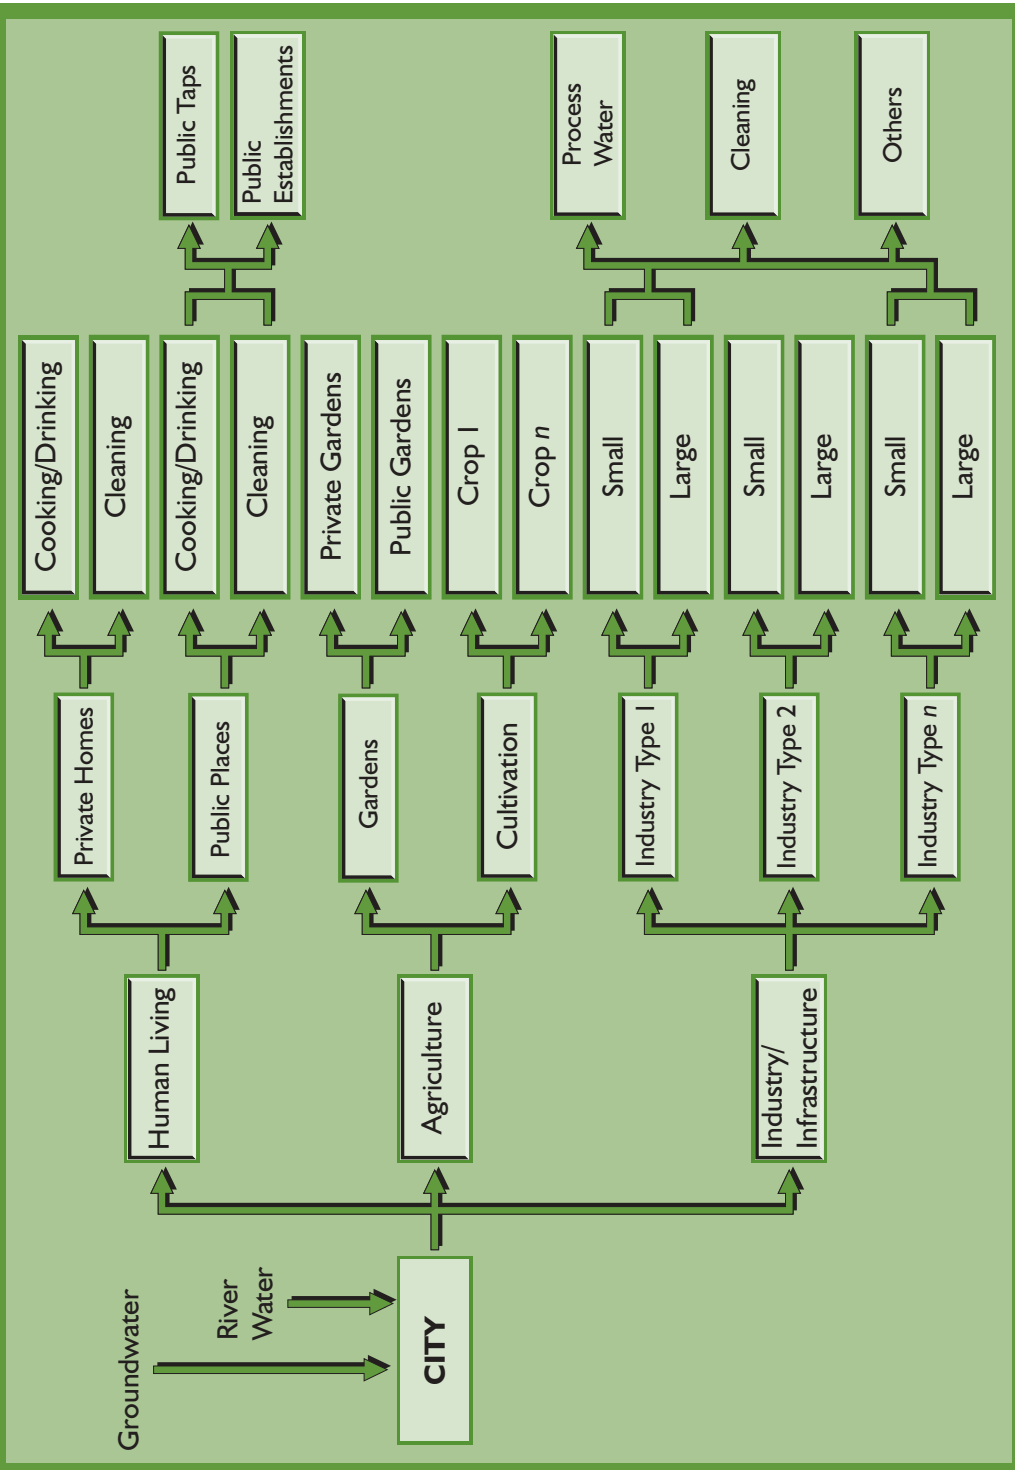 Groundwater
River
Water
CITY
Human Living
Agriculture
Industry/
Infrastructure
Private Homes
Public Places
Gardens
Cultivation
Industry Type 1
Industry Type 2
Industry Type n
Cooking/Drinking
Cleaning
Cooking/Drinking
Cleaning
Private Gardens
Public Gardens
Crop 1
Crop n
Small
Large
Small
Large
Small
Large
Public Taps
Public
Establishments
Process
Water
Cleaning
Others